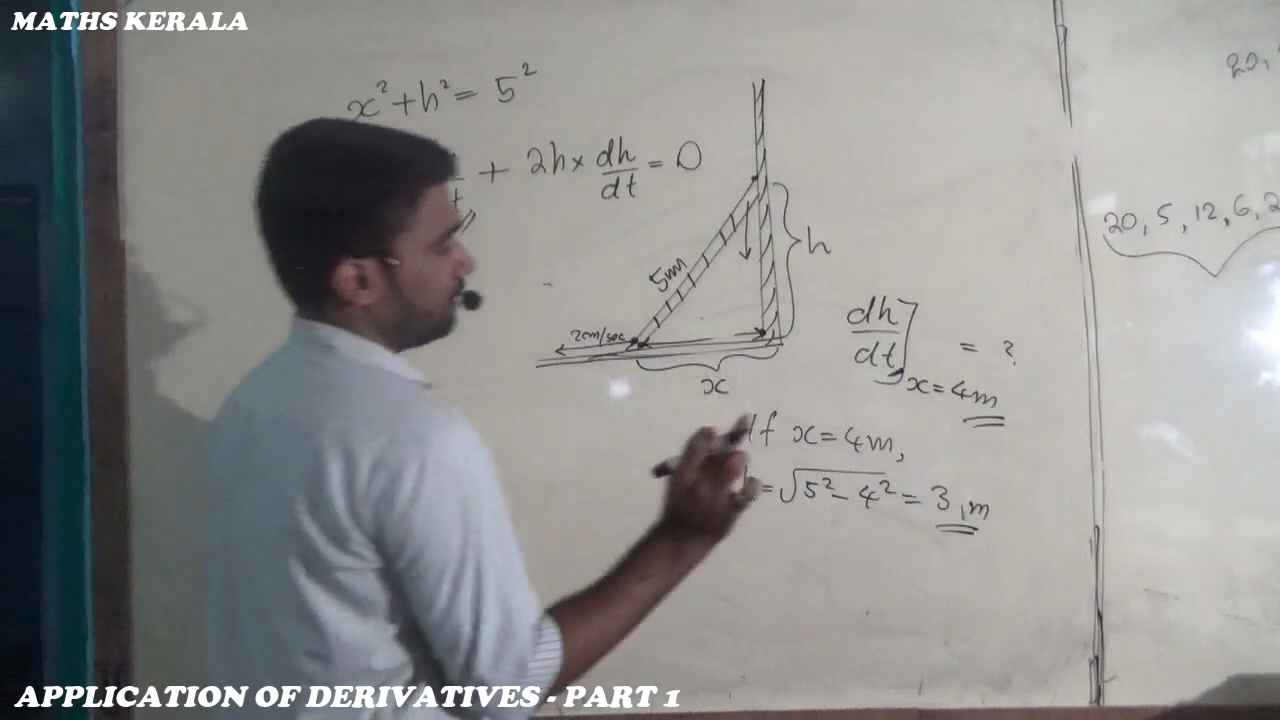 MATHS KERALA
x² + h² = 5²
+ 2h × dh/dt = 0
20,
20, 5, 12, 6, 2
5m
h
2cm/sec
x
dh/dt]x=4m = ?
If x = 4m,
= √5² - 4² = 3 m
APPLICATION OF DERIVATIVES - PART 1